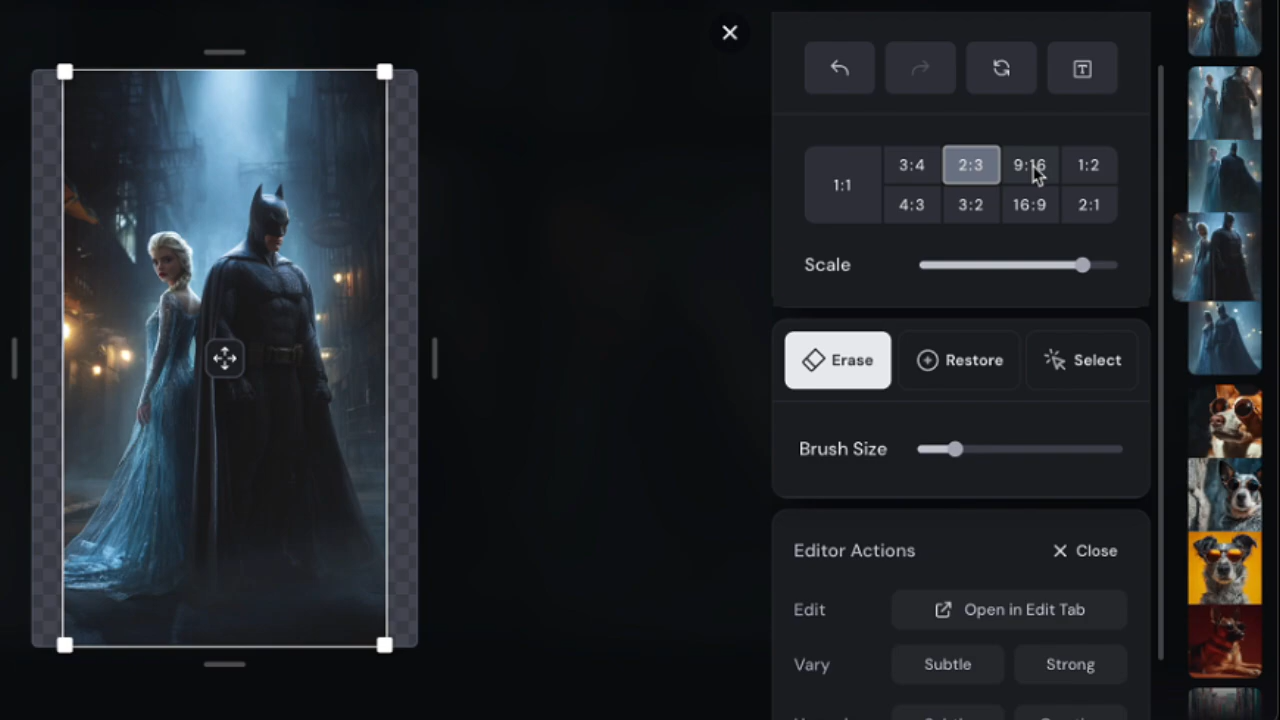 3:4 2:3 9:16 1:2
1:1
4:3 3:2 16:9 2:1
Scale
Erase Restore Select
Brush Size
Editor Actions Close
Edit Open in Edit Tab
Vary Subtle Strong